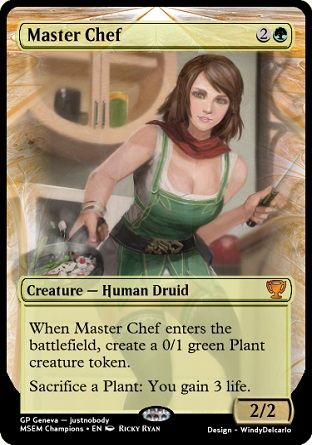 Master Chef 2
Creature — Human Druid
When Master Chef enters the
battlefield, create a 0/1 green Plant
creature token.
Sacrifice a Plant: You gain 3 life.
2/2
GP Geneva — justnobody
MSEM Champions • EN Ricky Ryan
Design - WindyDelcarlo